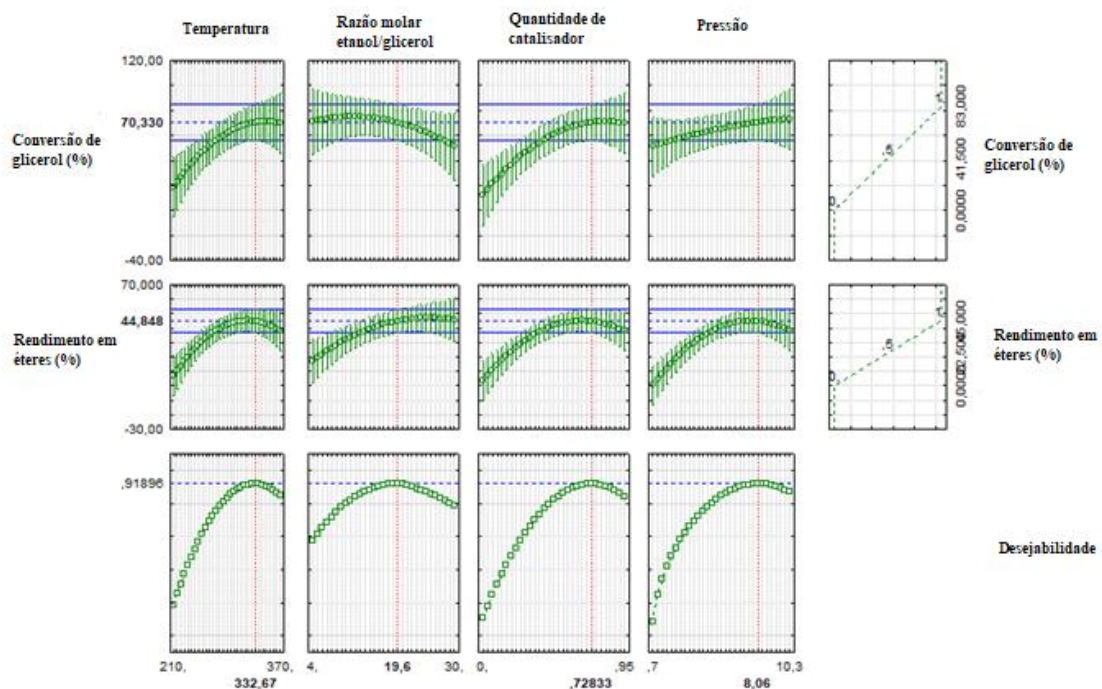 Temperatura
Razão molar
etanol/glicerol
Quantidade de
catalisador
Pressão
120,00
70,330
-40,00
Conversão de
glicerol (%)
0
,5
1,
0,0000 41,500 83,000
Conversão de
glicerol (%)
70,000
44,848
-30,00
Rendimento em
éteres (%)
0
,5
1,
Rendimento em
éteres (%)
,91896
Desejabilidade
210, 370, 4, 19,6 30, 0, ,95 ,7 10,3
332,67 ,72833 8,06